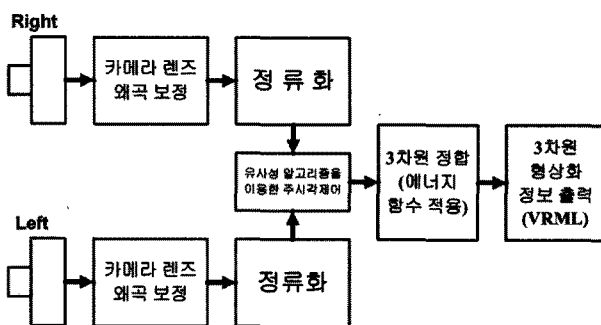 Right
카메라 렌즈
왜곡 보정
정 류 화
유사성 알고리즘을
이용한 주시각제어
3차원 정합
(에너지
함수 적용)
3차원
형상화
정보 출력
(VRML)
Left
카메라 렌즈
왜곡 보정
정류화